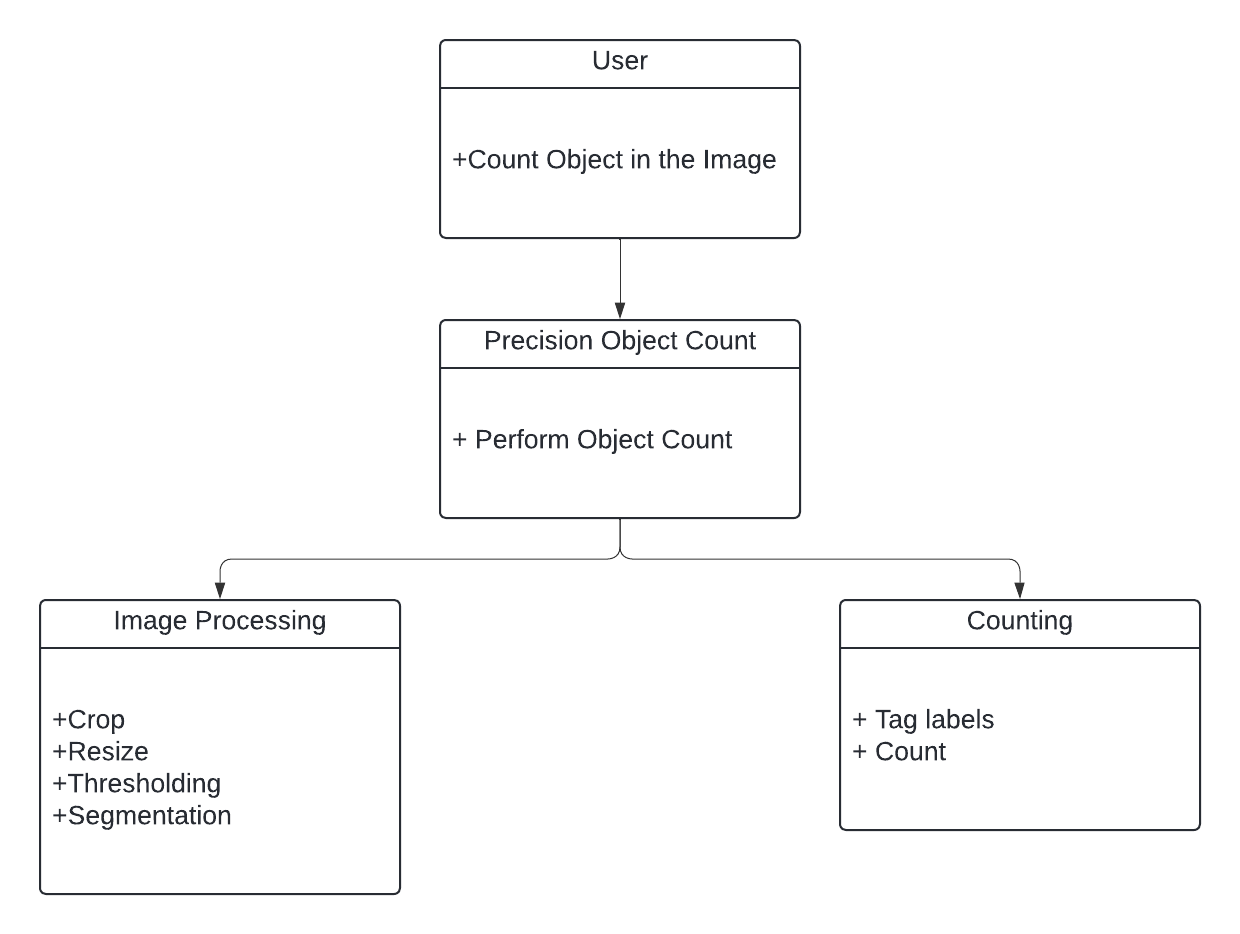 User
+Count Object in the Image
Precision Object Count
+ Perform Object Count
Image Processing
+Crop
+Resize
+Thresholding
+Segmentation
Counting
+ Tag labels
+ Count